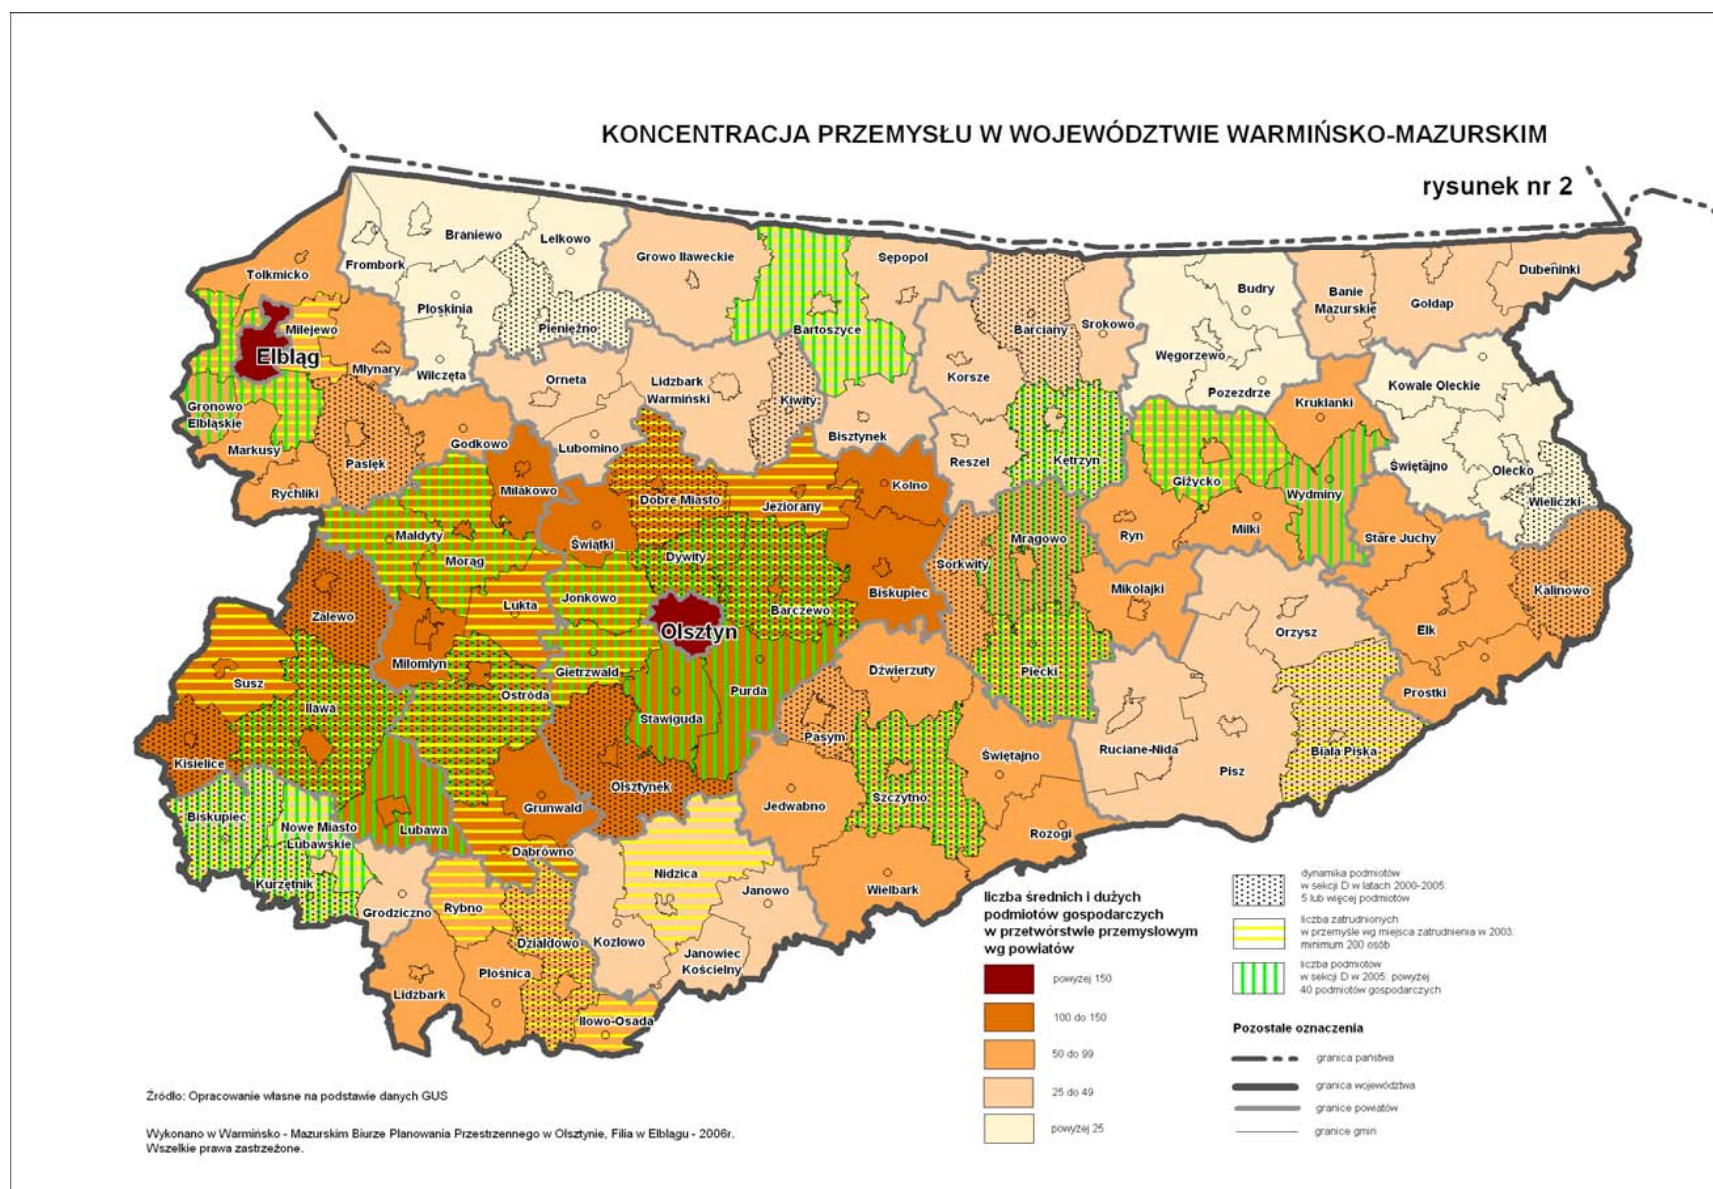 KONCENTRACJA PRZEMYSŁU W WOJEWÓDZTWIE WARMIŃSKO-MAZURSKIM
rysunek nr 2
Braniewo
Lelkowo
Frombork
Tolkmicko
Growo Iławeckie
Sępopol
Dubeninki
Budry
Banie
Mazurskie
Gołdap
Płoskinia
Pieniężno
Milejewo
Bartoszyce
Barciany
Srokowo
Elbląg
Młynary
Wilczęta
Orneta
Lidzbark
Warmiński
Kiwity
Korsze
Węgorzewo
Pozezdrze
Kowale Oleckie
Kruklanki
Gronowo
Elbląskie
Markusy
Godkowo
Lubomino
Bisztynek
Reszel
Kętrzyn
Pasłęk
Rychliki
Miłakowo
Dobre Miasto
Jeziorany
Kolno
Giżycko
Wydminy
Świętajno
Olecko
Wieliczki
Małdyty
Morąg
Świątki
Dywity
Sorkwity
Mrągowo
Ryn
Miłki
Stare Juchy
Zalewo
Łukta
Jonkowo
Barczewo
Biskupiec
Mikołajki
Kalinowo
Olsztyn
Orzysz
Ełk
Miłomłyn
Susz
Gietrzwałd
Ostróda
Purda
Dźwierzuty
Piecki
Prostki
Iława
Stawiguda
Pasym
Świętajno
Ruciane-Nida
Pisz
Biała Piska
Kisielice
Olsztynek
Jedwabno
Szczytno
Biskupiec
Nowe Miasto
Lubawskie
Lubawa
Grunwald
Rozogi
Dąbrówno
Kurzętnik
Nidzica
Janowo
Wielbark
Grodziczno
Rybno
Działdowo
Kozłowo
Janowiec
Kościelny
Płośnica
Lidzbark
Iłowo-Osada
liczba średnich i dużych
podmiotów gospodarczych
w przetwórstwie przemysłowym
wg powiatów
powyżej 150
100 do 150
50 do 99
25 do 49
powyżej 25
dynamika podmiotów
w sekcji D w latach 2000-2005:
5 lub więcej podmiotów
liczba zatrudnionych
w przemyśle wg miejsca zatrudnienia w 2003:
minimum 200 osób
liczba podmiotów
w sekcji D w 2005: powyżej
40 podmiotów gospodarczych
Pozostałe oznaczenia
granica państwa
granica województwa
granice powiatów
granice gmin
Źródło: Opracowanie własne na podstawie danych GUS
Wykonano w Warmińsko - Mazurskim Biurze Planowania Przestrzennego w Olsztynie, Filia w Elblągu - 2006r.
Wszelkie prawa zastrzeżone.